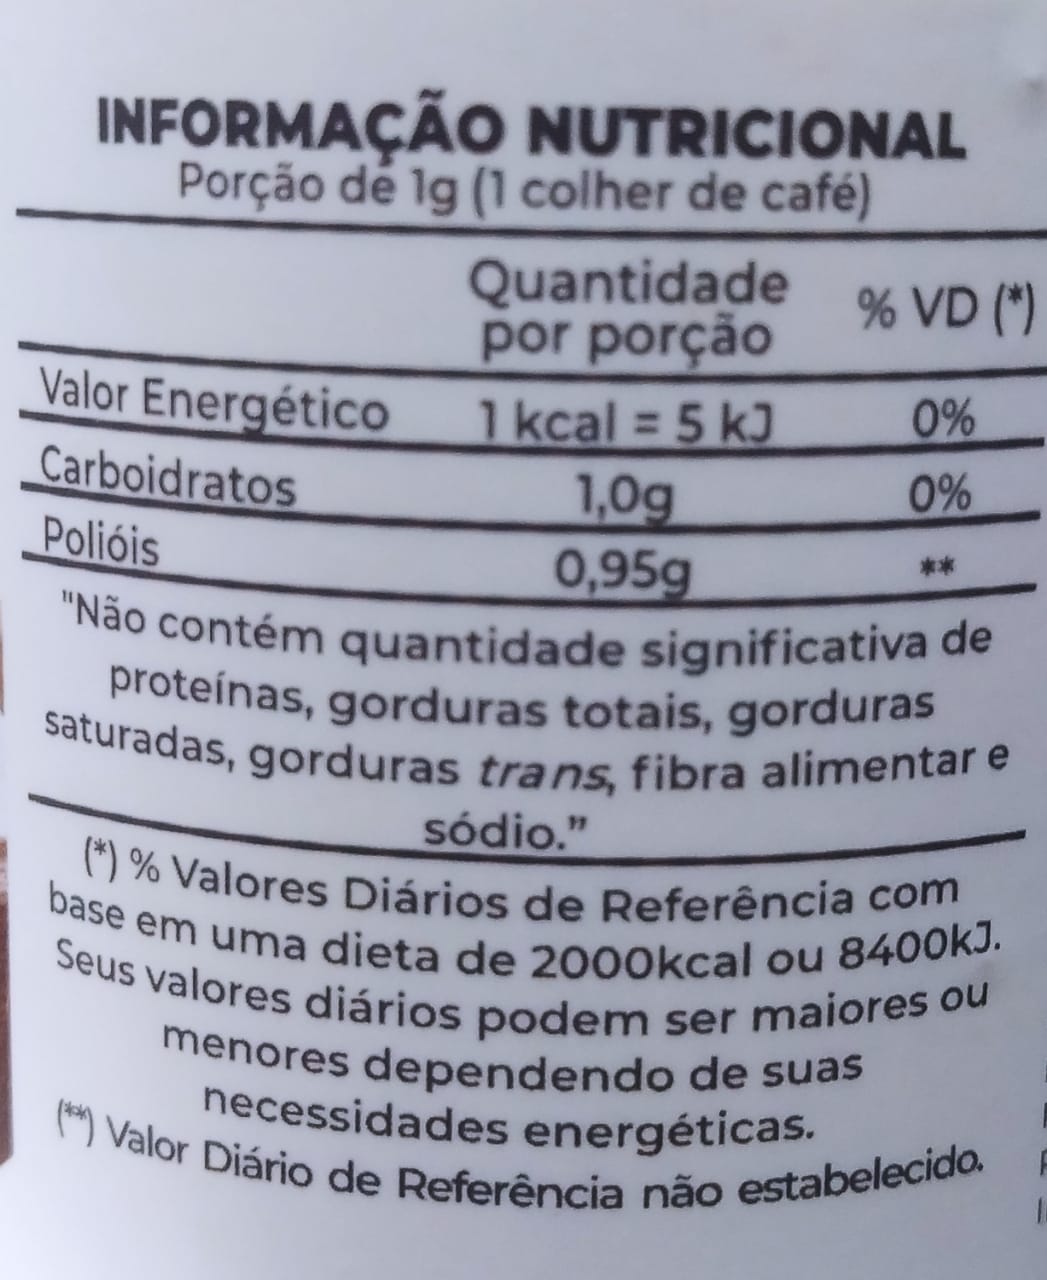 INFORMAÇÃO NUTRICIONAL
Porção de 1g (1 colher de café)
Quantidade por porção % VD (*)
Valor Energético 1 kcal = 5 kJ 0%
Carboidratos 1,0g 0%
Polióis 0,95g **
"Não contém quantidade significativa de
proteínas, gorduras totais, gorduras
saturadas, gorduras trans, fibra alimentar e
sódio.”
(*) % Valores Diários de Referência com
base em uma dieta de 2000kcal ou 8400kJ.
Seus valores diários podem ser maiores ou
menores dependendo de suas
necessidades energéticas.
(**) Valor Diário de Referência não estabelecido.